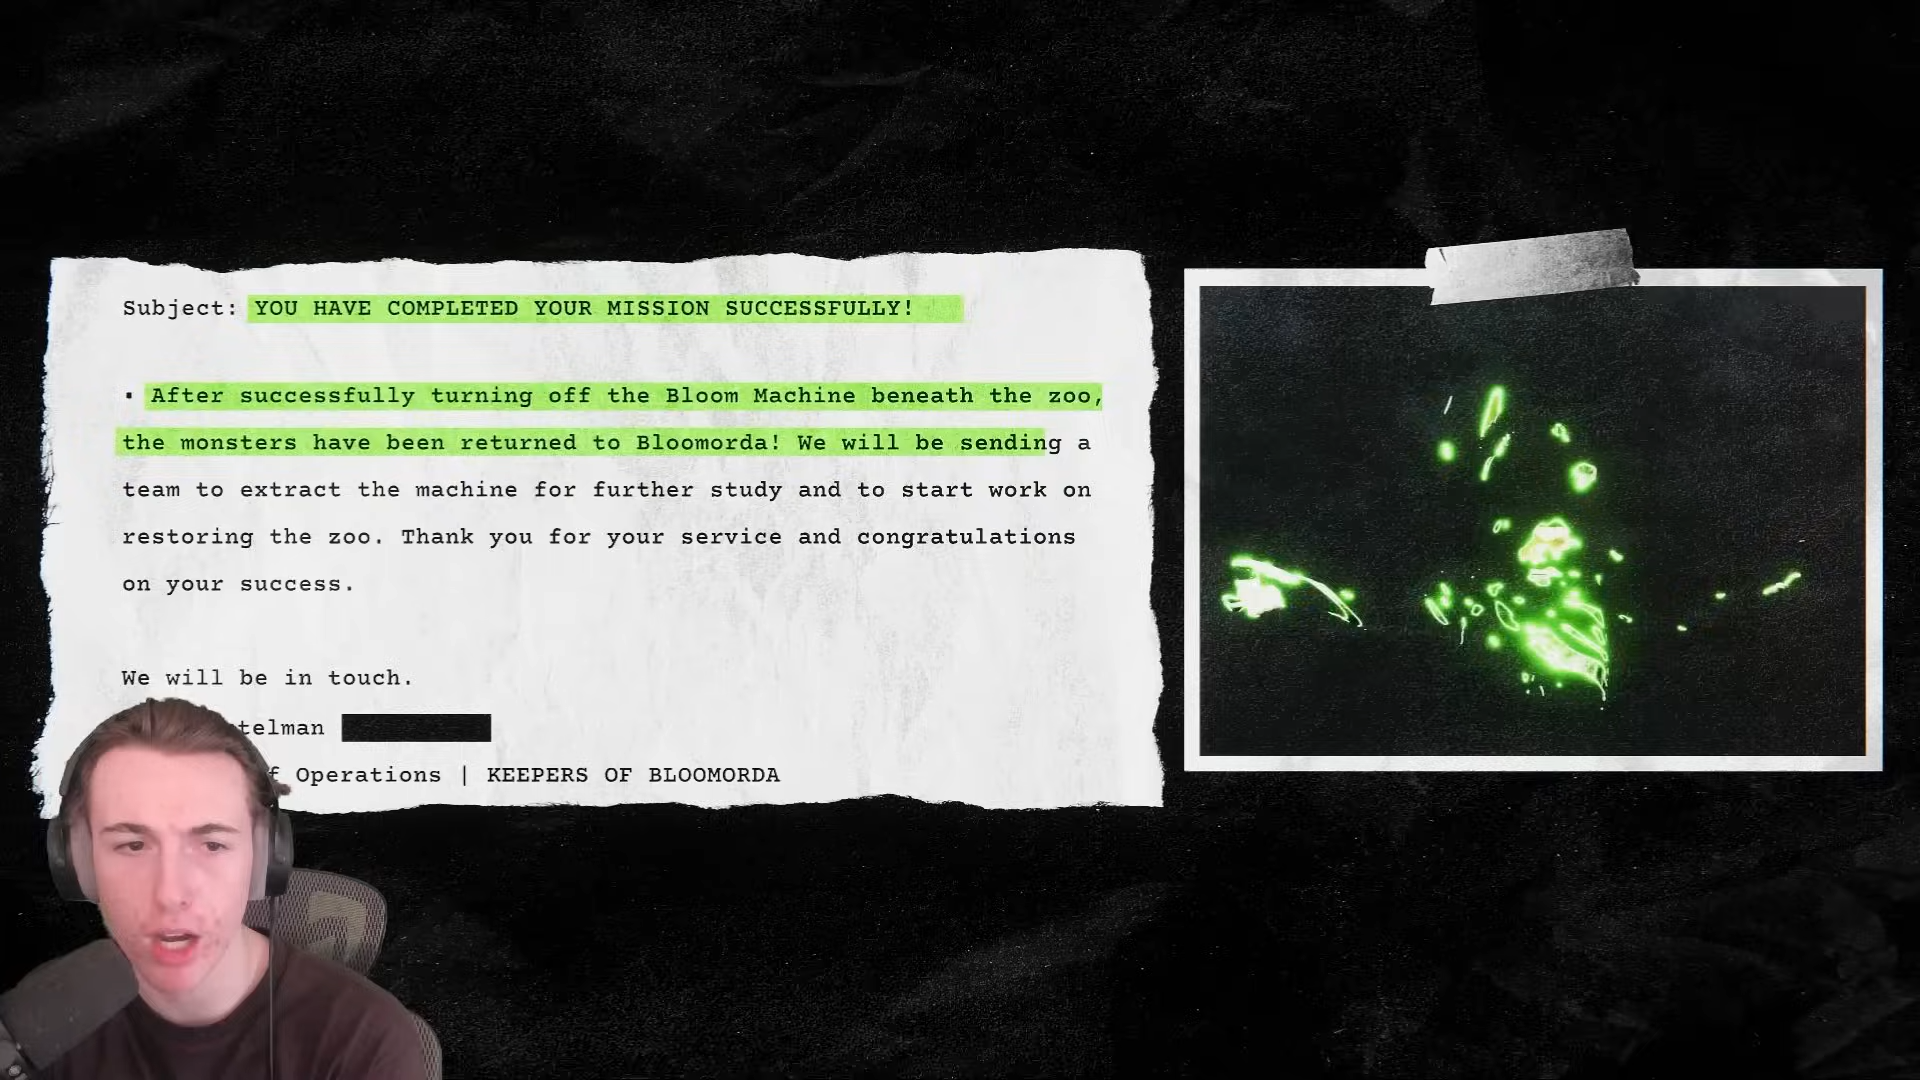 Subject: YOU HAVE COMPLETED YOUR MISSION SUCCESSFULLY!
▪ After successfully turning off the Bloom Machine beneath the zoo,
the monsters have been returned to Bloomorda! We will be sending a
team to extract the machine for further study and to start work on
restoring the zoo. Thank you for your service and congratulations
on your success.
We will be in touch.
telman
f Operations | KEEPERS OF BLOOMORDA